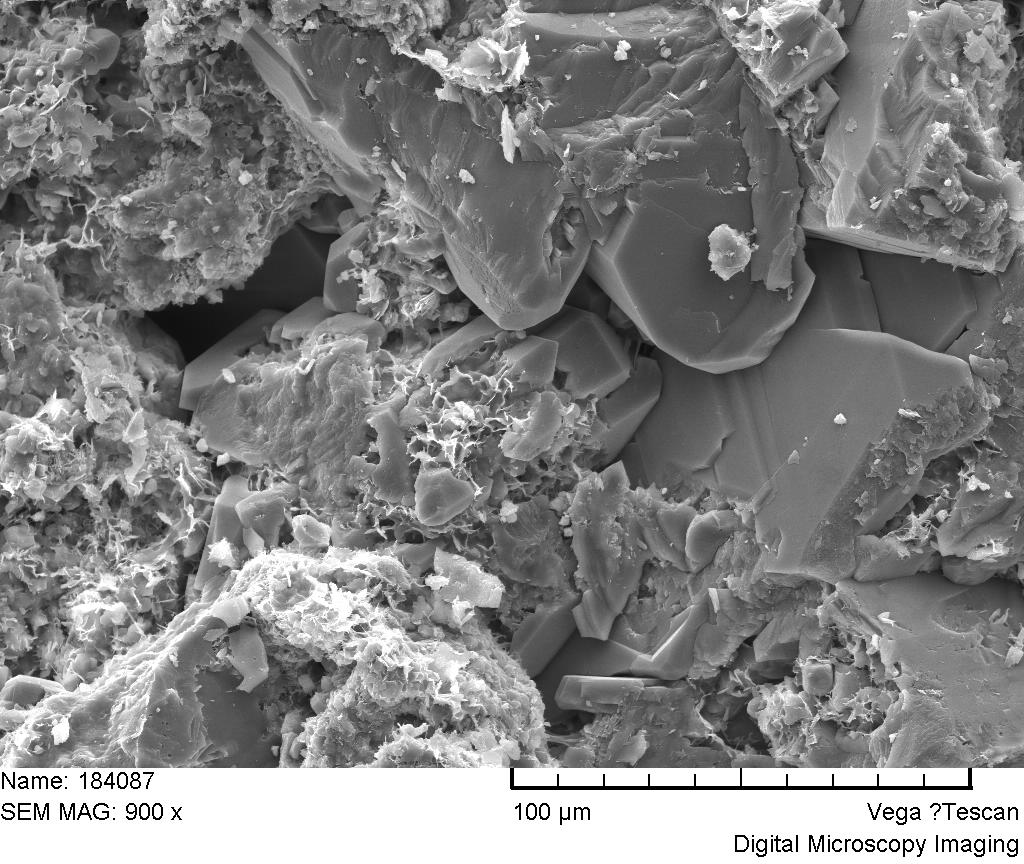 Name: 184087
SEM MAG: 900 x
100 µm
Vega ?Tescan
Digital Microscopy Imaging